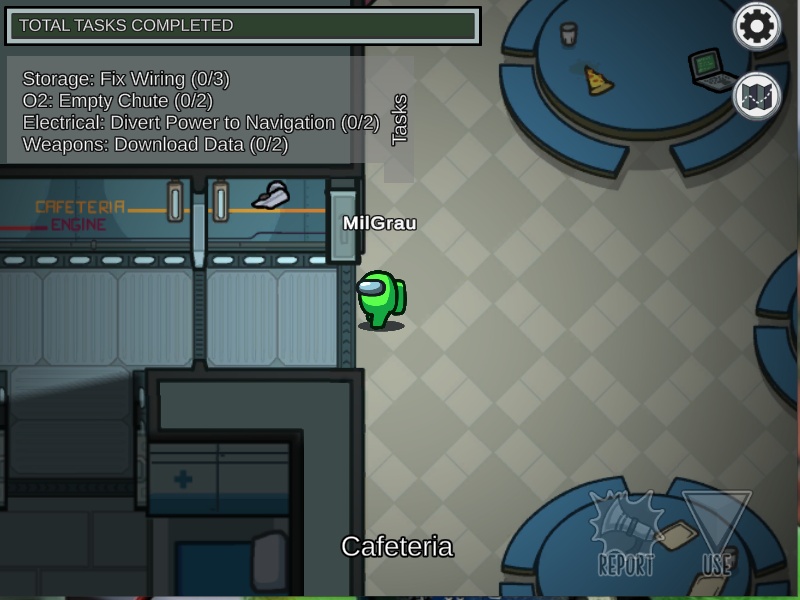 TOTAL TASKS COMPLETED
Storage: Fix Wiring (0/3)
O2: Empty Chute (0/2)
Electrical: Divert Power to Navigation (0/2)
Weapons: Download Data (0/2)
Tasks
CAFETERIA
ENGINE
MilGrau
Cafeteria
REPORT
USE